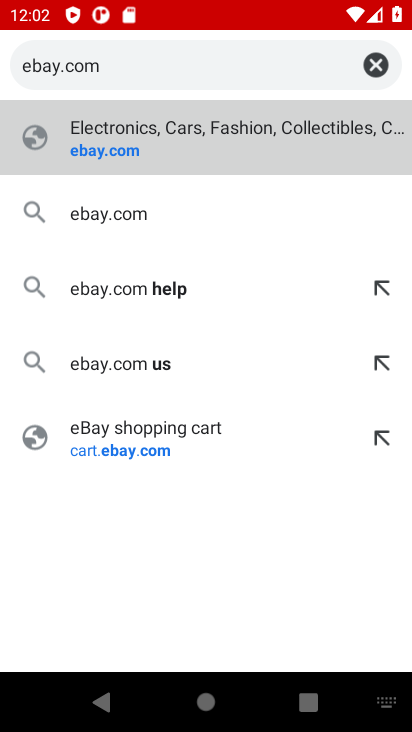 12:02
ebay.com
Electronics, Cars, Fashion, Collectibles, C...
ebay.com
ebay.com
ebay.com help
ebay.com us
eBay shopping cart
cart.ebay.com